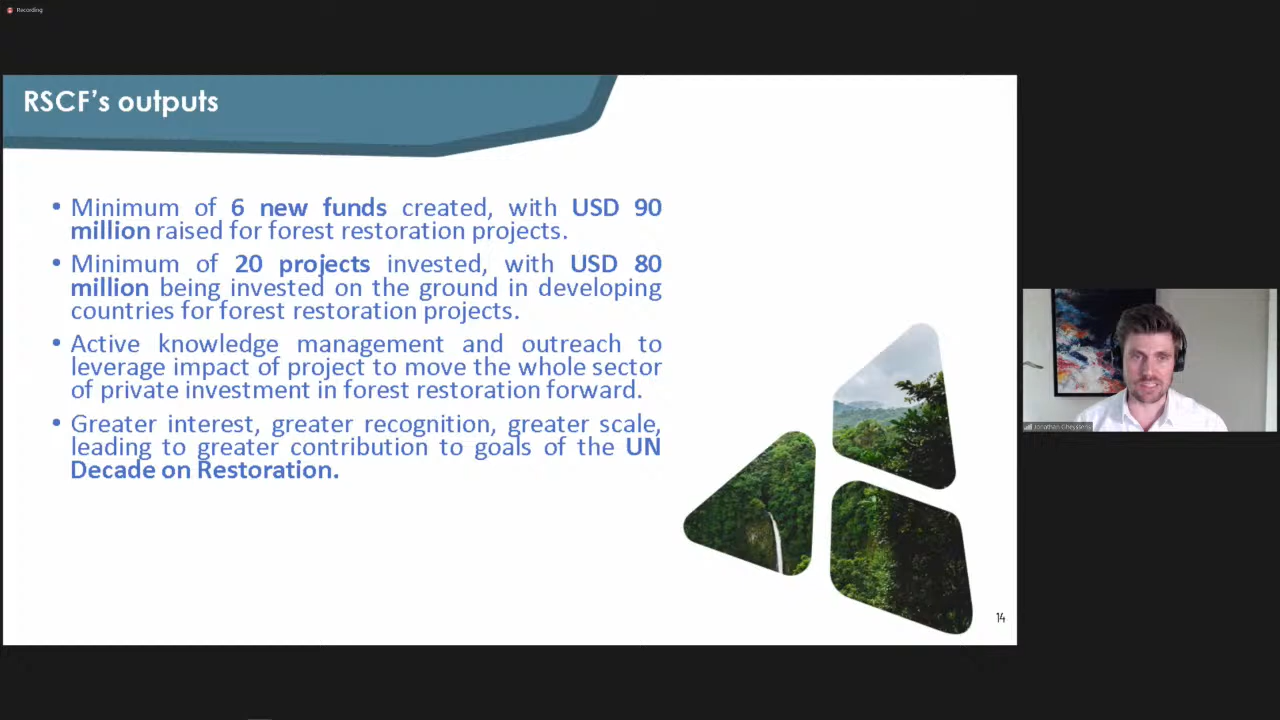 Recording
RSCF's outputs
• Minimum of 6 new funds created, with USD 90
million raised for forest restoration projects.
• Minimum of 20 projects invested, with USD 80
million being invested on the ground in developing
countries for forest restoration projects.
• Active knowledge management and outreach to
leverage impact of project to move the whole sector
of private investment in forest restoration forward.
• Greater interest, greater recognition, greater scale,
leading to greater contribution to goals of the UN
Decade on Restoration.
14
Jonathan Gheyssens